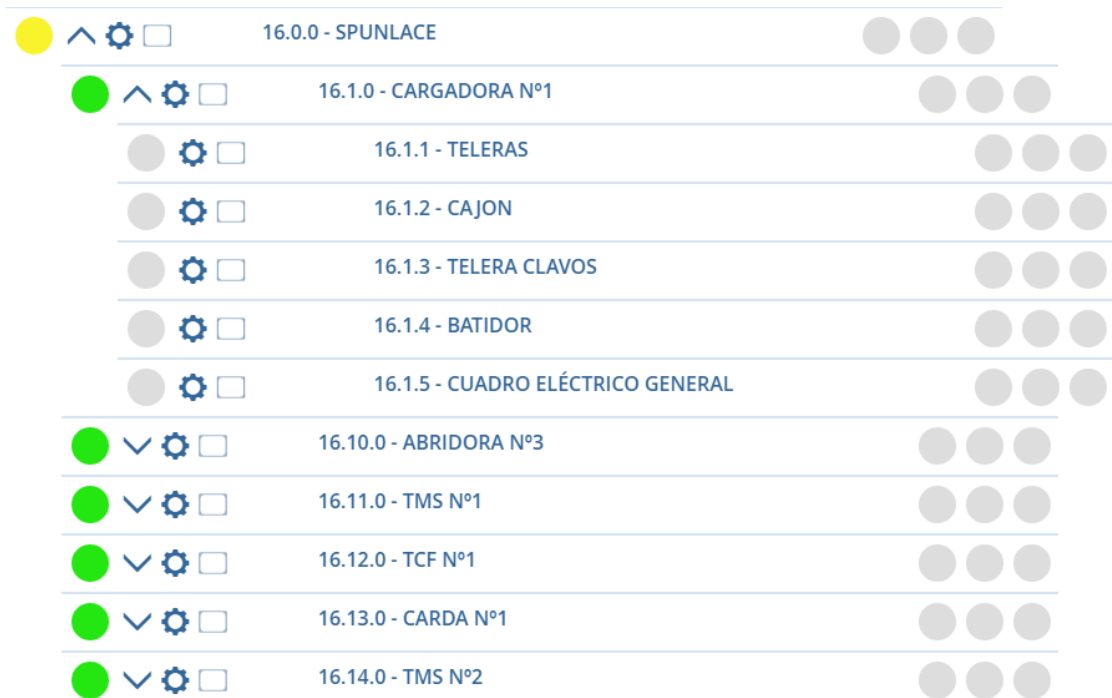 16.0.0 - SPUNLACE
16.1.0 - CARGADORA Nº1
16.1.1 - TELERAS
16.1.2 - CAJON
16.1.3 - TELERA CLAVOS
16.1.4 - BATIDOR
16.1.5 - CUADRO ELÉCTRICO GENERAL
16.10.0 - ABRIDORA Nº3
16.11.0 - TMS Nº1
16.12.0 - TCF Nº1
16.13.0 - CARDA Nº1
16.14.0 - TMS Nº2